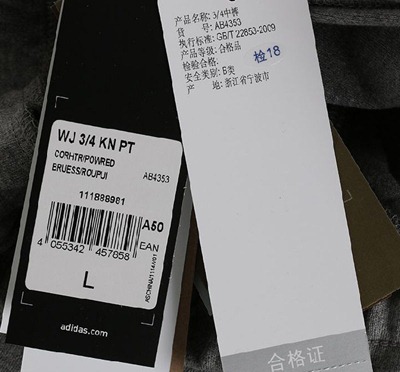 WJ 3/4 KN PT
CORHTR/POWRED
BRUESS/ROUPUI
AB4353
111888981
A50
EAN
4 055342 457858
L
adidas.com
产品名称: 3/4中裤
货 号: AB4353
执行标准: GB/T 22853-2009
产品等级: 合格品
检验合格:
检18
安全类别: B类
产 地: 浙江省宁波市
合格证